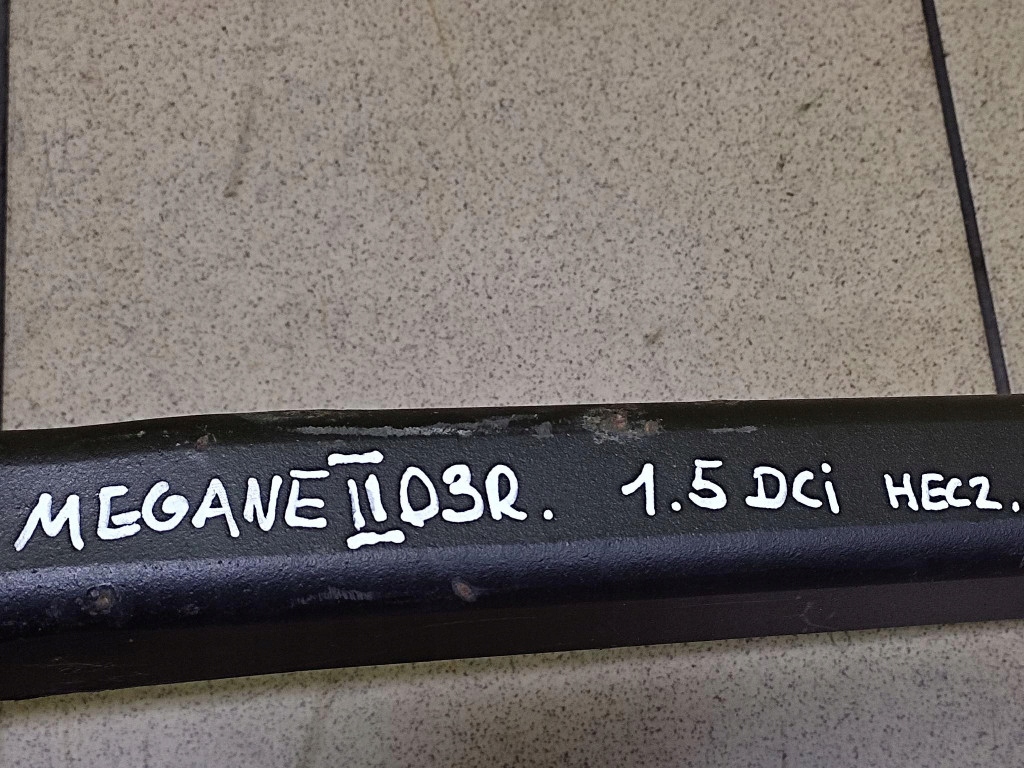 MEGANE II 03R. 1.5 DCi HECZ.